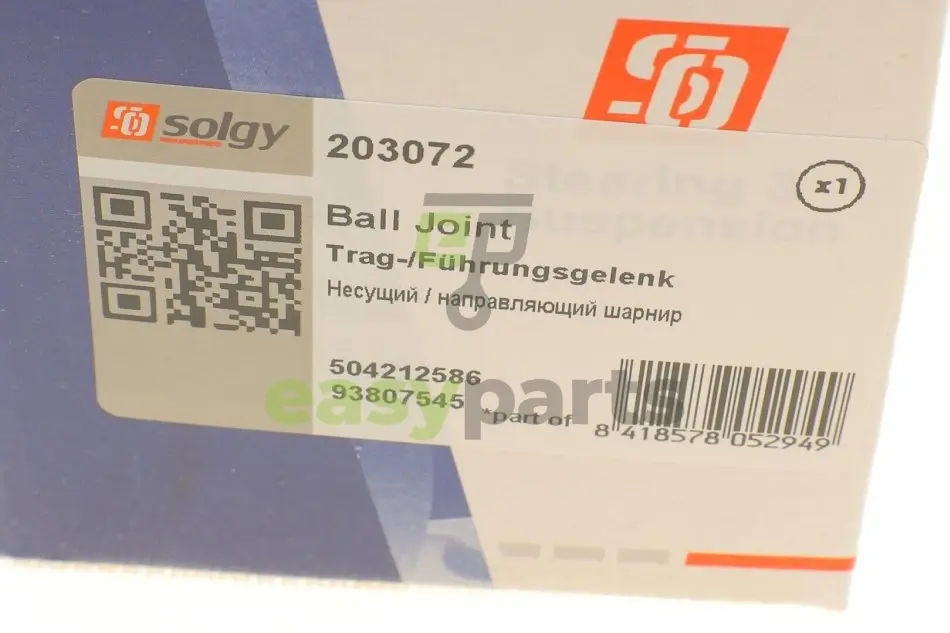 solgy
203072
Steering &
Suspension
x1
Ball Joint
Trag-/Führungsgelenk
Несущий / направляющий шарнир
504212586
93807545
*part of
8 418578 052949
easyparts